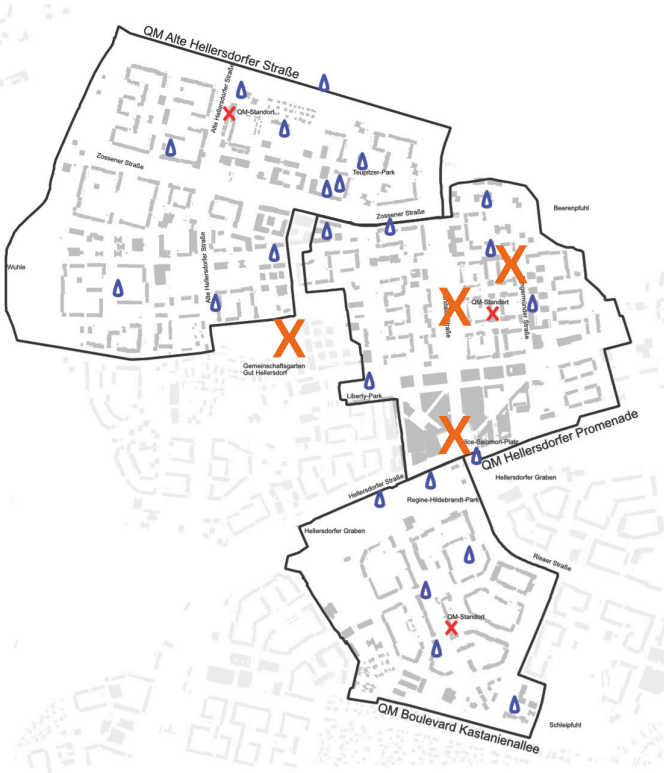 QM Alte Hellersdorfer Straße
Alte Hellersdorfer Straße
QM-Standort
Zossener Straße
Teupitzer-Park
Zossener Straße
Beerenpfuhl
Wuhle
Alte Hellersdorfer Straße
QM-Standort
Gemeinschaftsgarten
Gut Hellersdorf
Liberty-Park
lice-Salomon-Platz
QM Hellersdorfer Promenade
Hellersdorfer Graben
Hellersdorfer Straße
Regine-Hildebrandt-Park
Hellersdorfer Graben
Risaer Straße
QM-Standort
QM Boulevard Kastanienallee
Schleipfuhl